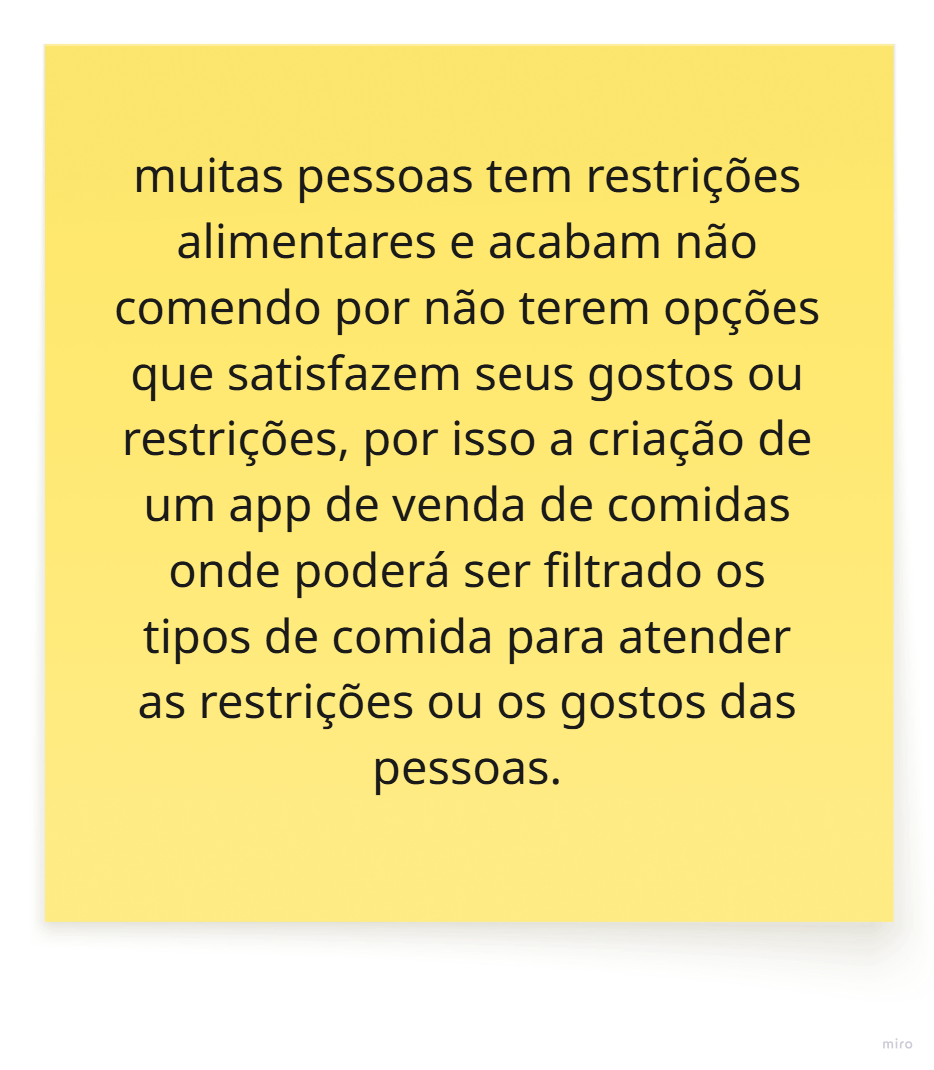 muitas pessoas tem restrições
alimentares e acabam não
comendo por não terem opções
que satisfazem seus gostos ou
restrições, por isso a criação de
um app de venda de comidas
onde poderá ser filtrado os
tipos de comida para atender
as restrições ou os gostos das
pessoas.
miro